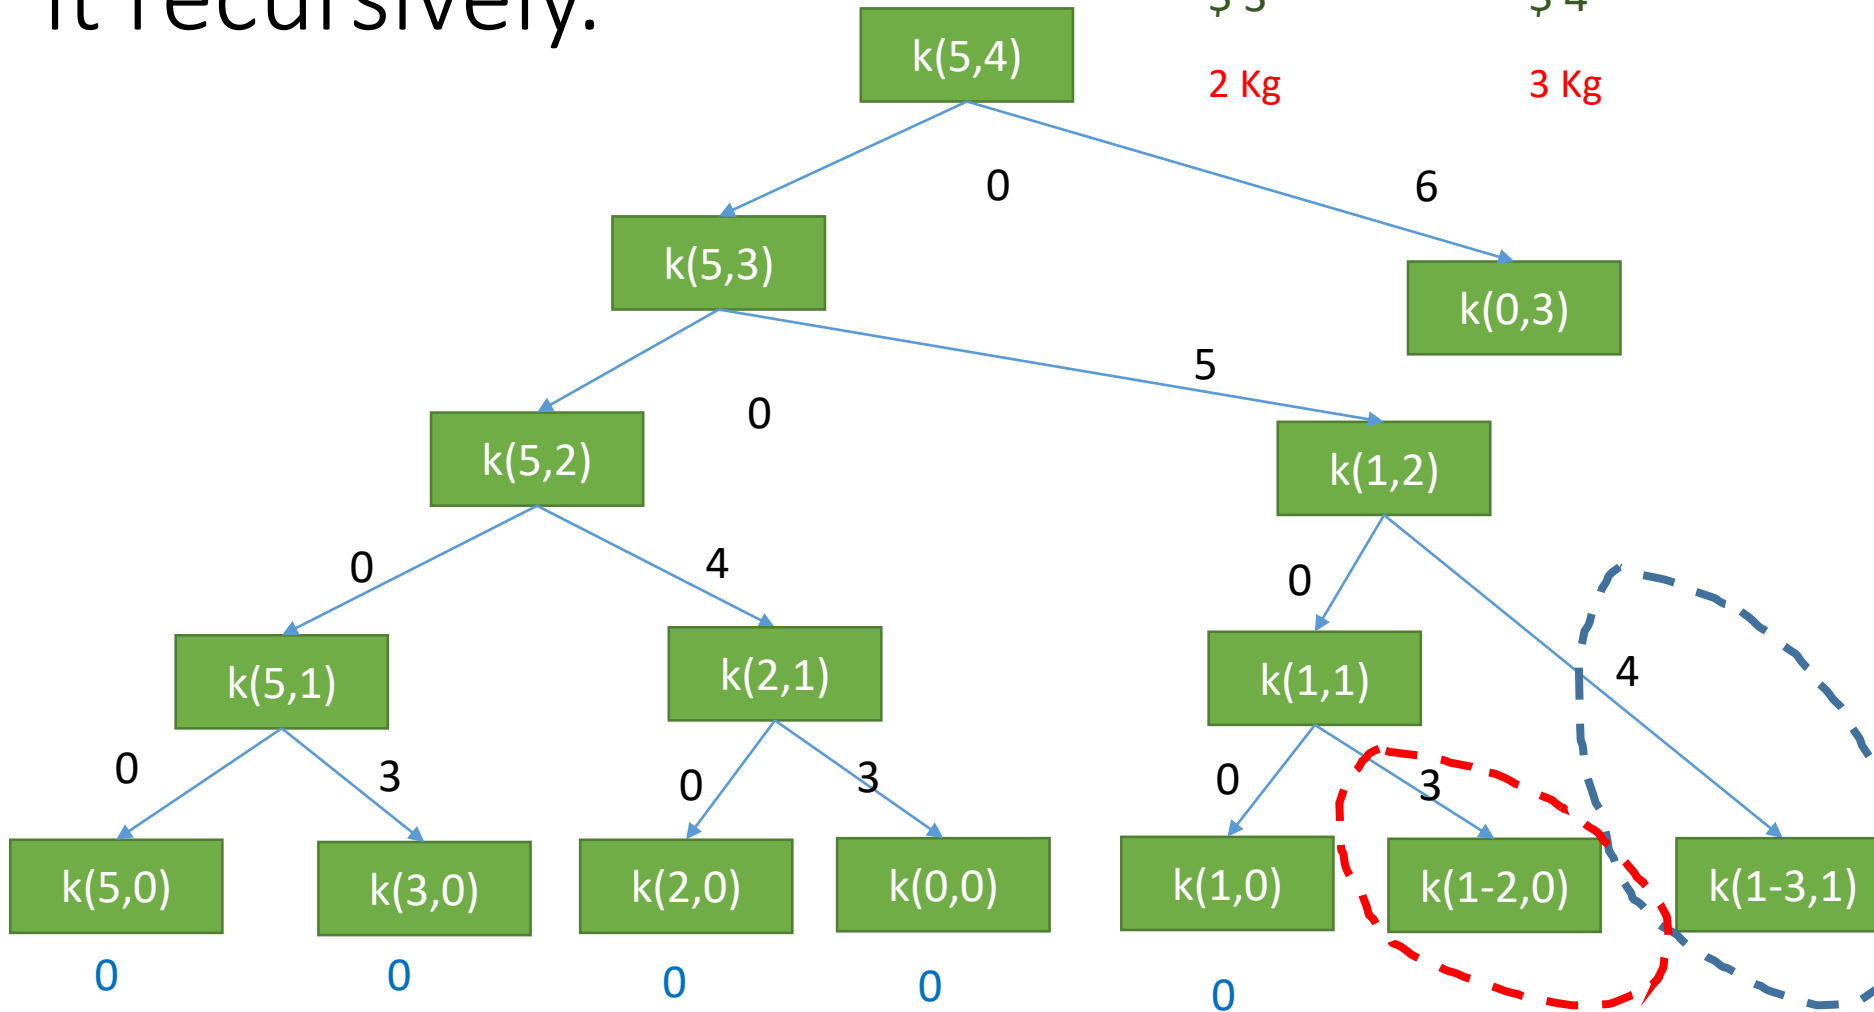 it recursively.
$ 3 $ 4
k(5,4)
2 Kg 3 Kg
0 6
k(5,3)
k(0,3)
5
0
k(5,2) k(1,2)
0 4 0
4
k(5,1) k(2,1) k(1,1)
0 3 0 3 0 3
k(5,0) k(3,0) k(2,0) k(0,0) k(1,0) k(1-2,0) k(1-3,1)
0 0 0 0 0